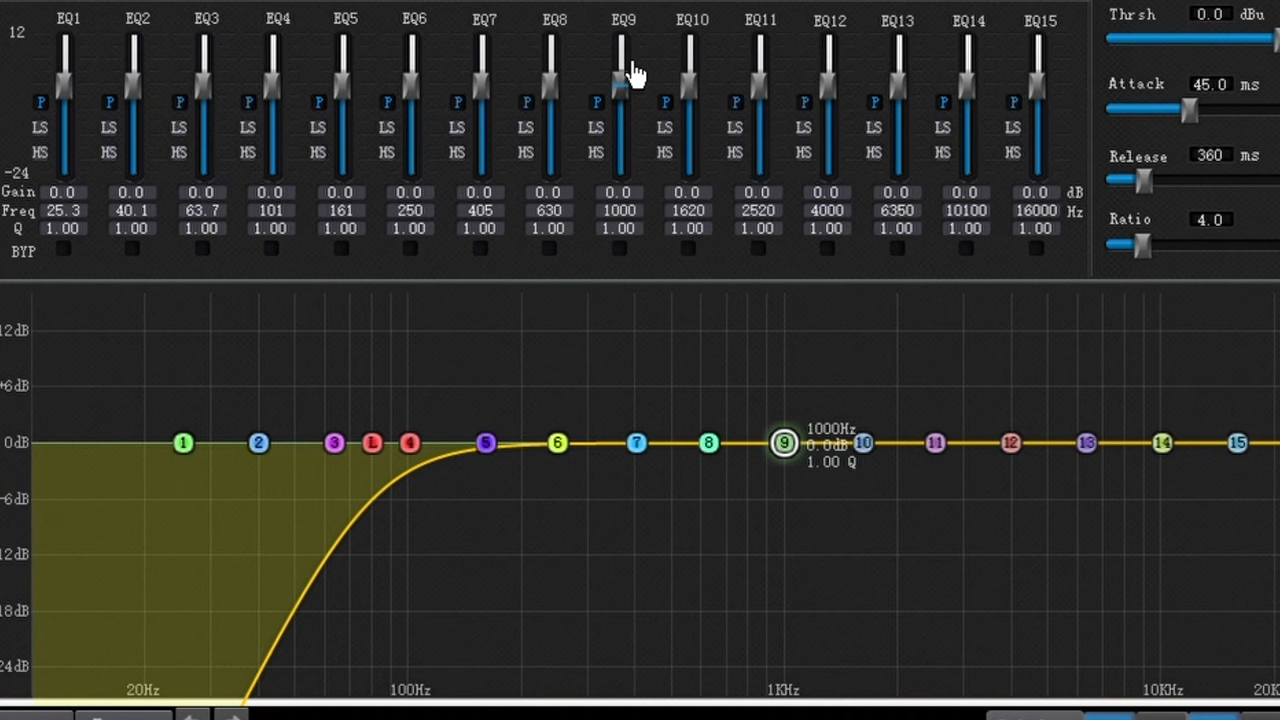 EQ1 EQ2 EQ3 EQ4 EQ5 EQ6 EQ7 EQ8 EQ9 EQ10 EQ11 EQ12 EQ13 EQ14 EQ15
12
P P P P P P P P P P P P P P P
LS LS LS LS LS LS LS LS LS LS LS LS LS LS LS
HS HS HS HS HS HS HS HS HS HS HS HS HS HS HS
-24
Gain 0.0 0.0 0.0 0.0 0.0 0.0 0.0 0.0 0.0 0.0 0.0 0.0 0.0 0.0 0.0 dB
Freq 25.3 40.1 63.7 101 161 250 405 630 1000 1620 2520 4000 6350 10100 16000 Hz
Q 1.00 1.00 1.00 1.00 1.00 1.00 1.00 1.00 1.00 1.00 1.00 1.00 1.00 1.00 1.00
BYP
Thrsh 0.0 dBu
Attack 45.0 ms
Release 360 ms
Ratio 4.0
12dB
+6dB
0dB
-6dB
12dB
18dB
24dB
1 2 3 L 4 5 6 7 8 9 10 11 12 13 14 15
1000Hz
0.0dB
1.00 Q
20Hz 100Hz 1KHz 10KHz 20K